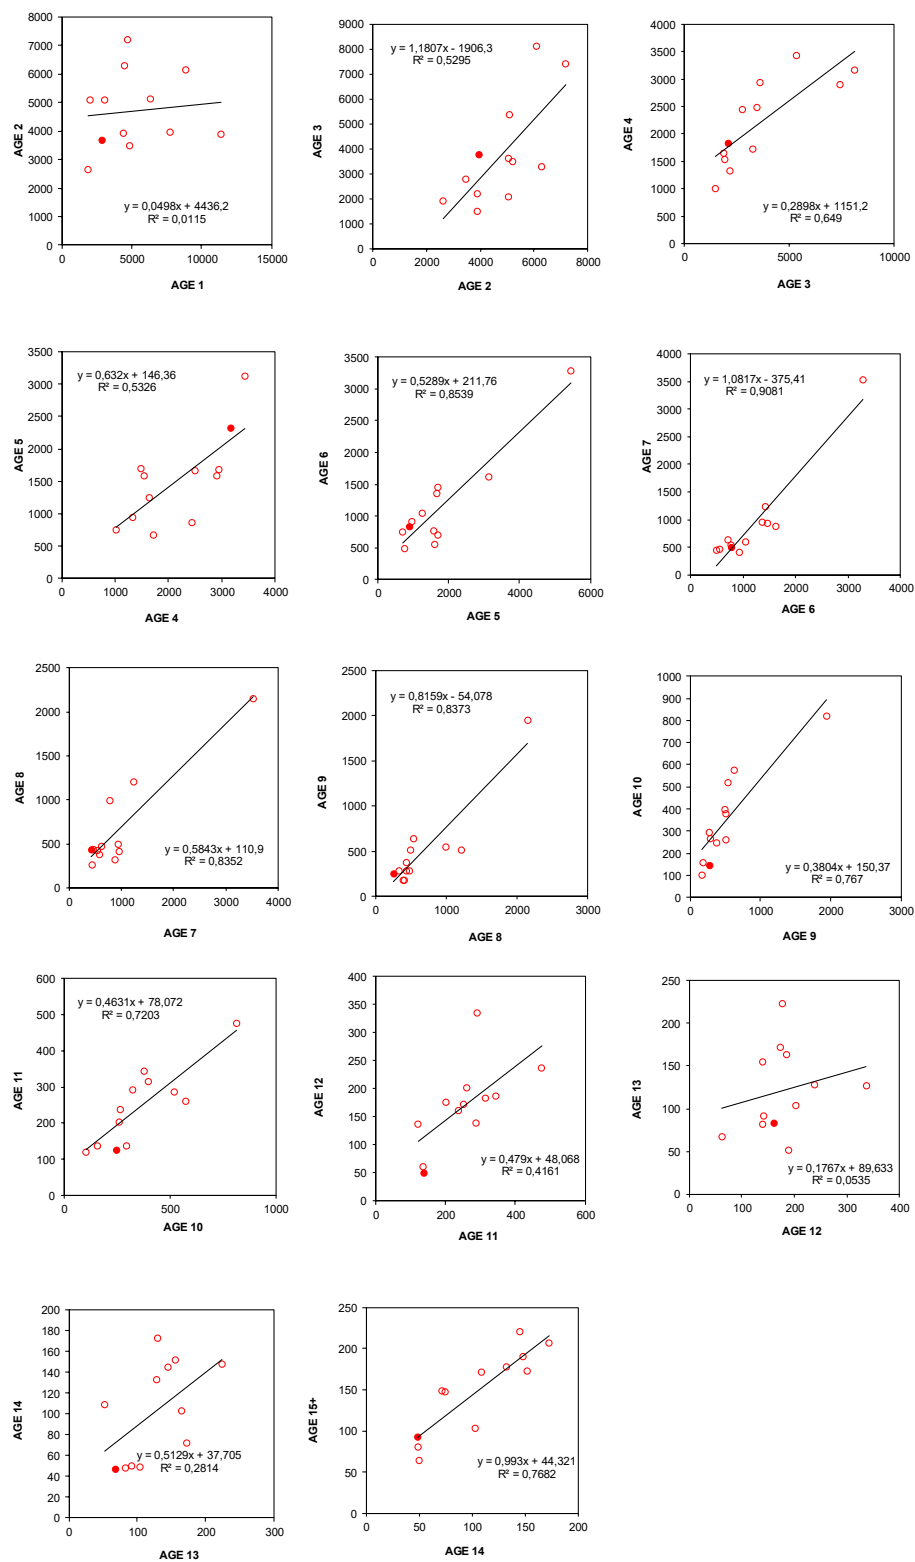 8000
7000
6000
5000
4000
3000
2000
1000
0
AGE 2
y = 0,0498x + 4436,2
R² = 0,0115
0 5000 10000 15000
AGE 1
9000
8000
7000
6000
5000
4000
3000
2000
1000
0
AGE 3
y = 1,1807x - 1906,3
R² = 0,5295
0 2000 4000 6000 8000
AGE 2
4000
3500
3000
2500
2000
1500
1000
500
0
AGE 4
y = 0,2898x + 1151,2
R² = 0,649
0 5000 10000
AGE 3
3500
3000
2500
2000
1500
1000
500
0
AGE 5
y = 0,632x + 146,36
R² = 0,5326
0 1000 2000 3000 4000
AGE 4
3500
3000
2500
2000
1500
1000
500
0
AGE 6
y = 0,5289x + 211,76
R² = 0,8539
0 2000 4000 6000
AGE 5
4000
3500
3000
2500
2000
1500
1000
500
0
AGE 7
y = 1,0817x - 375,41
R² = 0,9081
0 1000 2000 3000 4000
AGE 6
2500
2000
1500
1000
500
0
AGE 8
y = 0,5843x + 110,9
R² = 0,8352
0 1000 2000 3000 4000
AGE 7
2500
2000
1500
1000
500
0
AGE 9
y = 0,8159x - 54,078
R² = 0,8373
0 1000 2000 3000
AGE 8
1000
900
800
700
600
500
400
300
200
100
0
AGE 10
y = 0,3804x + 150,37
R² = 0,767
0 1000 2000 3000
AGE 9
600
500
400
300
200
100
0
AGE 11
y = 0,4631x + 78,072
R² = 0,7203
0 500 1000
AGE 10
400
350
300
250
200
150
100
50
0
AGE 12
y = 0,479x + 48,068
R² = 0,4161
0 200 400 600
AGE 11
250
200
150
100
50
0
AGE 13
y = 0,1767x + 89,633
R² = 0,0535
0 100 200 300 400
AGE 12
200
180
160
140
120
100
80
60
40
20
0
AGE 14
y = 0,5129x + 37,705
R² = 0,2814
0 100 200 300
AGE 13
250
200
150
100
50
0
AGE 15+
y = 0,993x + 44,321
R² = 0,7682
0 50 100 150 200
AGE 14